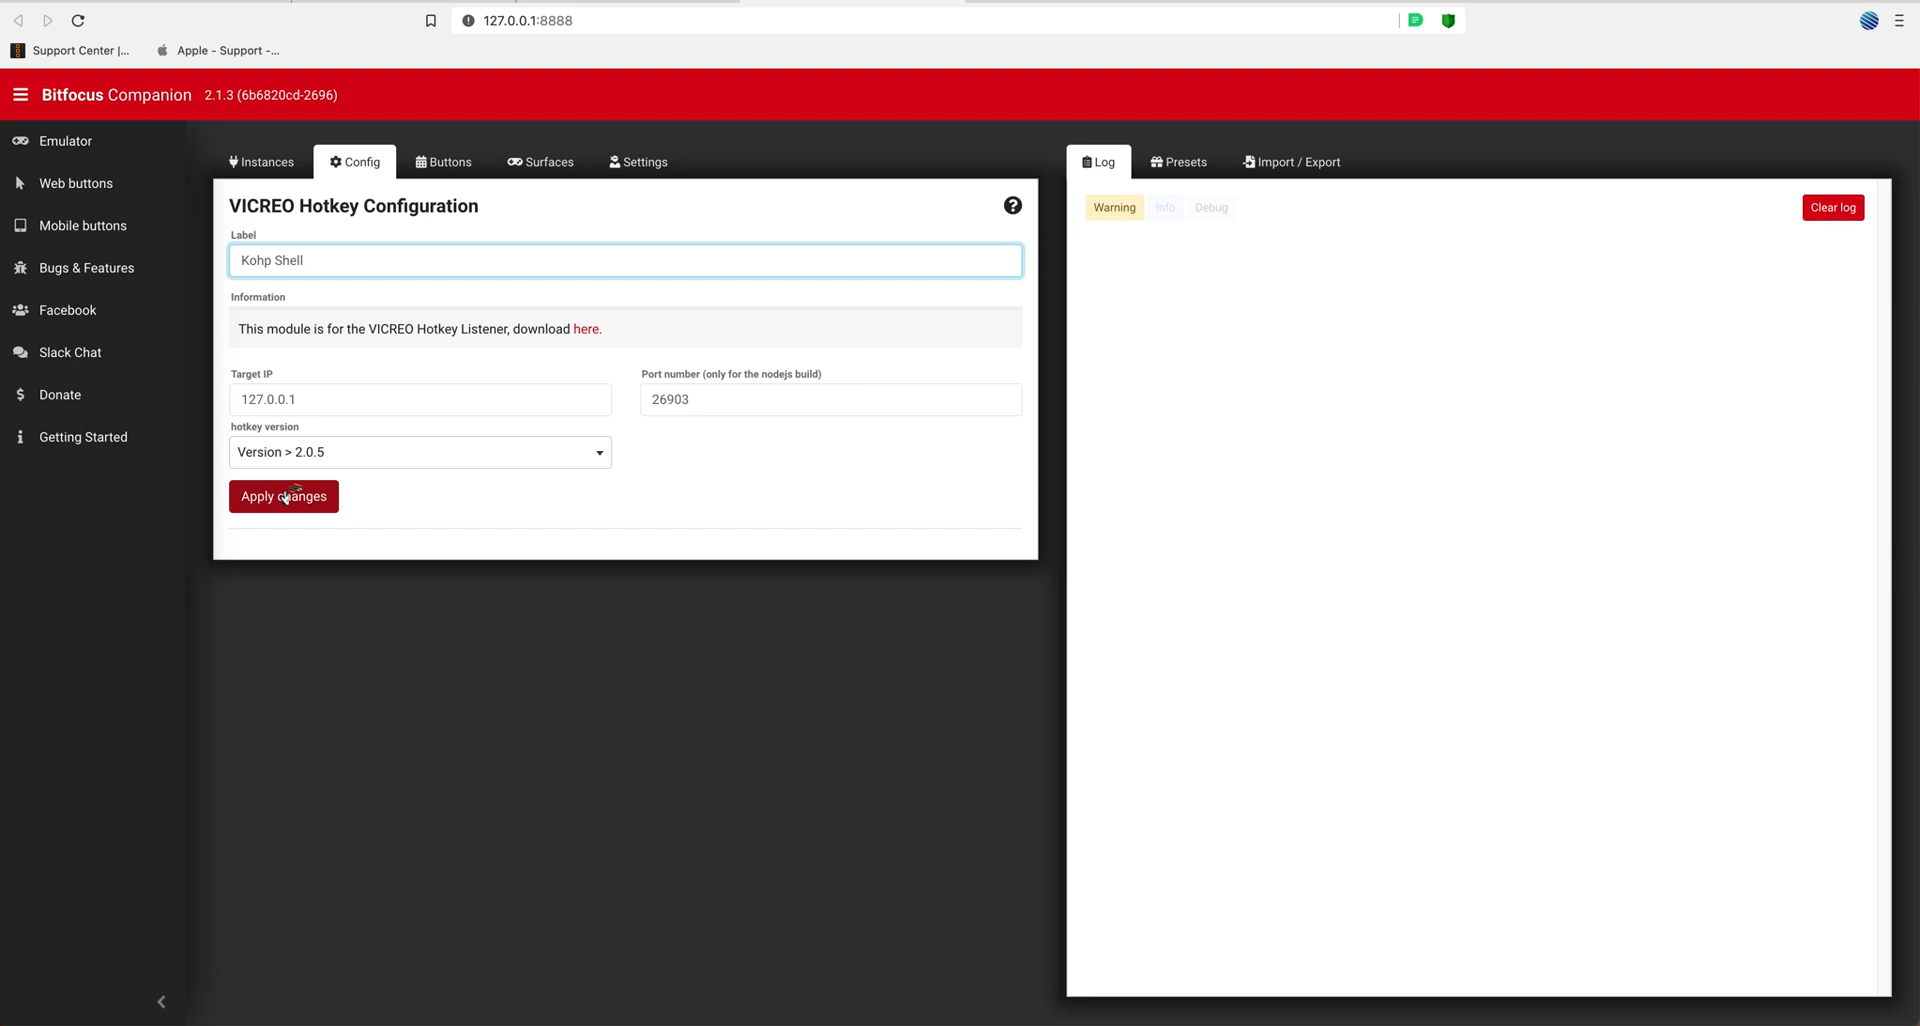 127.0.0.1:8888
Support Center |...
Apple - Support -...
Bitfocus Companion 2.1.3 (6b6820cd-2696)
Emulator
Web buttons
Mobile buttons
Bugs & Features
Facebook
Slack Chat
Donate
Getting Started
Instances
Config
Buttons
Surfaces
Settings
VICREO Hotkey Configuration
Label
Kohp Shell
Information
This module is for the VICREO Hotkey Listener, download here.
Target IP
127.0.0.1
Port number (only for the nodejs build)
26903
hotkey version
Version > 2.0.5
Apply changes
Log
Presets
Import / Export
Warning
Info
Debug
Clear log